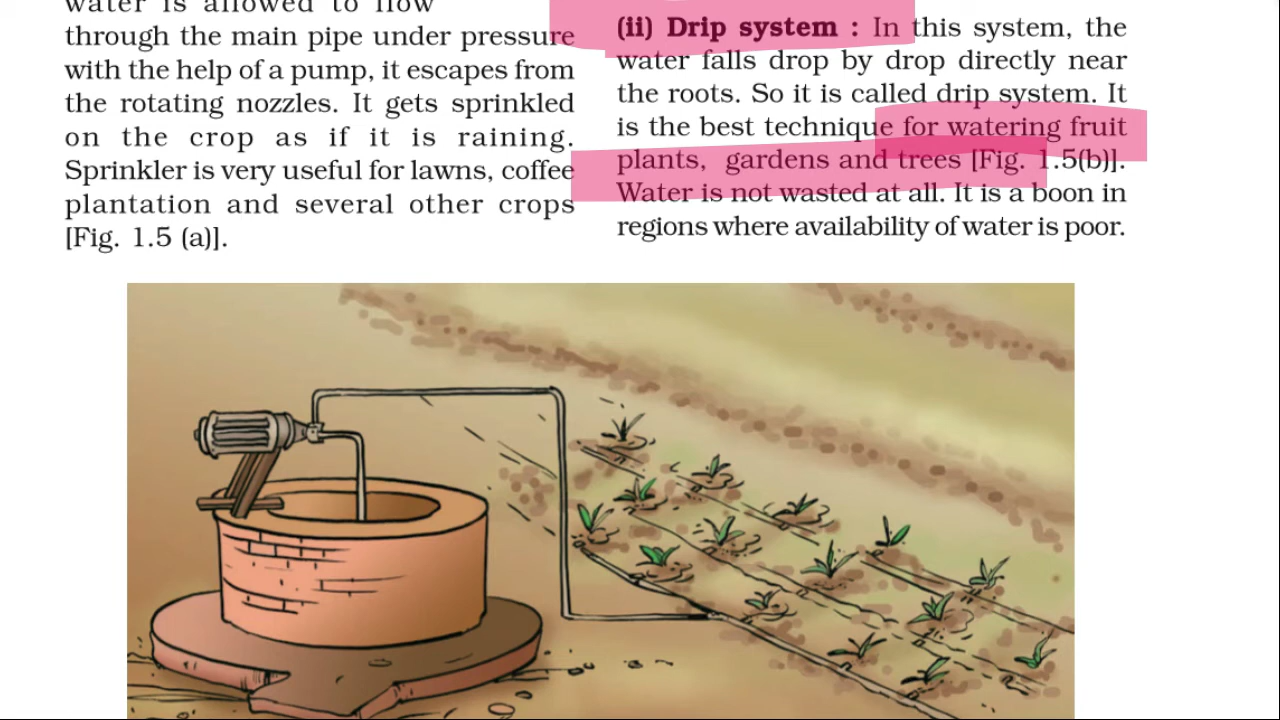 water is allowed to flow
through the main pipe under pressure
with the help of a pump, it escapes from
the rotating nozzles. It gets sprinkled
on the crop as if it is raining.
Sprinkler is very useful for lawns, coffee
plantation and several other crops
[Fig. 1.5 (a)].
(ii) Drip system : In this system, the
water falls drop by drop directly near
the roots. So it is called drip system. It
is the best technique for watering fruit
plants, gardens and trees [Fig. 1.5(b)].
Water is not wasted at all. It is a boon in
regions where availability of water is poor.